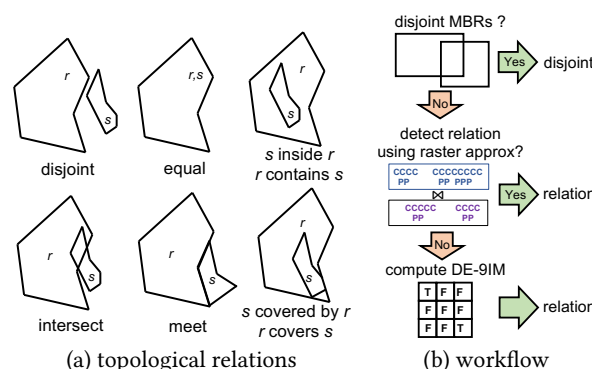 r
s
disjoint
r,s
equal
r
s
s inside r
r contains s
r
s
intersect
r
s
meet
r
s
s covered by r
r covers s
(a) topological relations
disjoint MBRs ?
Yes
disjoint
No
detect relation
using raster approx?
CCCC CCCCCCCC
PP PP PPP
⋈
CCCCC CCCC
PP PP
Yes
relation
No
compute DE-9IM
T F F
F F F
F F T
relation
(b) workflow